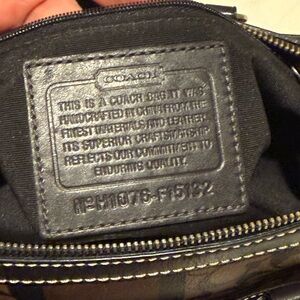 COACH
THIS IS A COACH BAG. IT WAS
HANDCRAFTED IN CHINA FROM THE
FINEST MATERIALS AND LEATHER.
ITS SUPERIOR CRAFTSMANSHIP
REFLECTS OUR COMMITMENT TO
ENDURING QUALITY.
Nº H1076-F15132